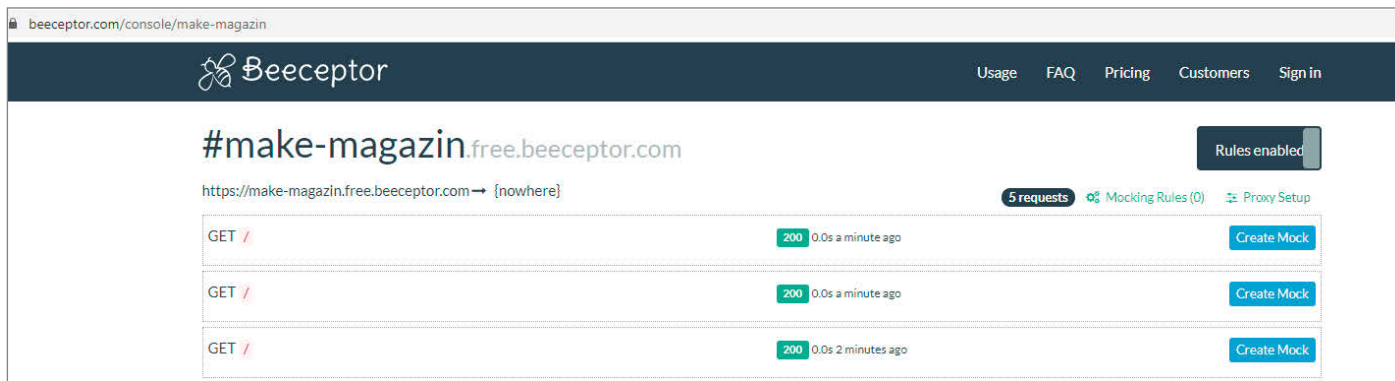 beeceptor.com/console/make-magazin
Beeceptor
Usage FAQ Pricing Customers Sign in
#make-magazin.free.beeceptor.com
Rules enabled
https://make-magazin.free.beeceptor.com → {nowhere}
5 requests Mocking Rules (0) Proxy Setup
GET / 200 0.0s a minute ago Create Mock
GET / 200 0.0s a minute ago Create Mock
GET / 200 0.0s 2 minutes ago Create Mock